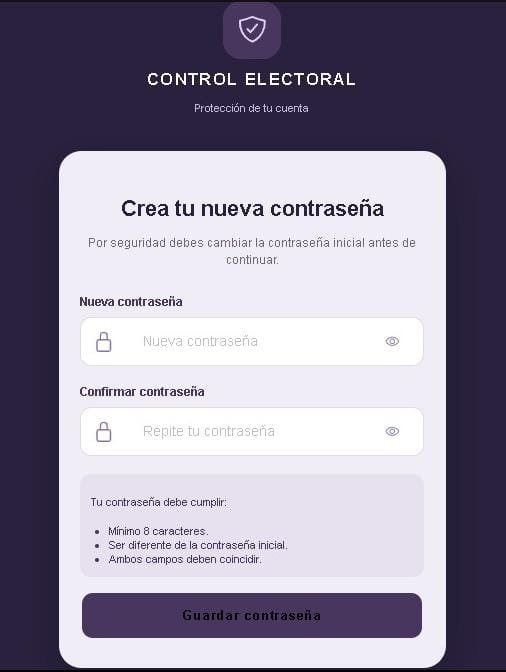 CONTROL ELECTORAL
Protección de tu cuenta
Crea tu nueva contraseña
Por seguridad debes cambiar la contraseña inicial antes de
continuar.
Nueva contraseña
Nueva contraseña
Confirmar contraseña
Repite tu contraseña
Tu contraseña debe cumplir:
• Mínimo 8 caracteres.
• Ser diferente de la contraseña inicial.
• Ambos campos deben coincidir.
Guardar contraseña